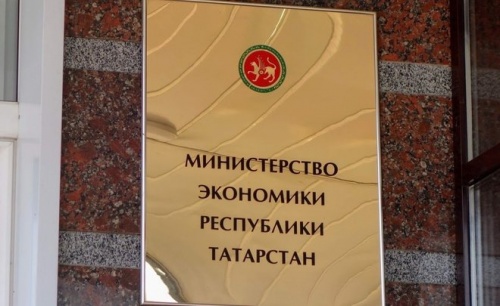 МИНИСТЕРСТВО
ЭКОНОМИКИ
РЕСПУБЛИКИ
ТАТАРСТАН